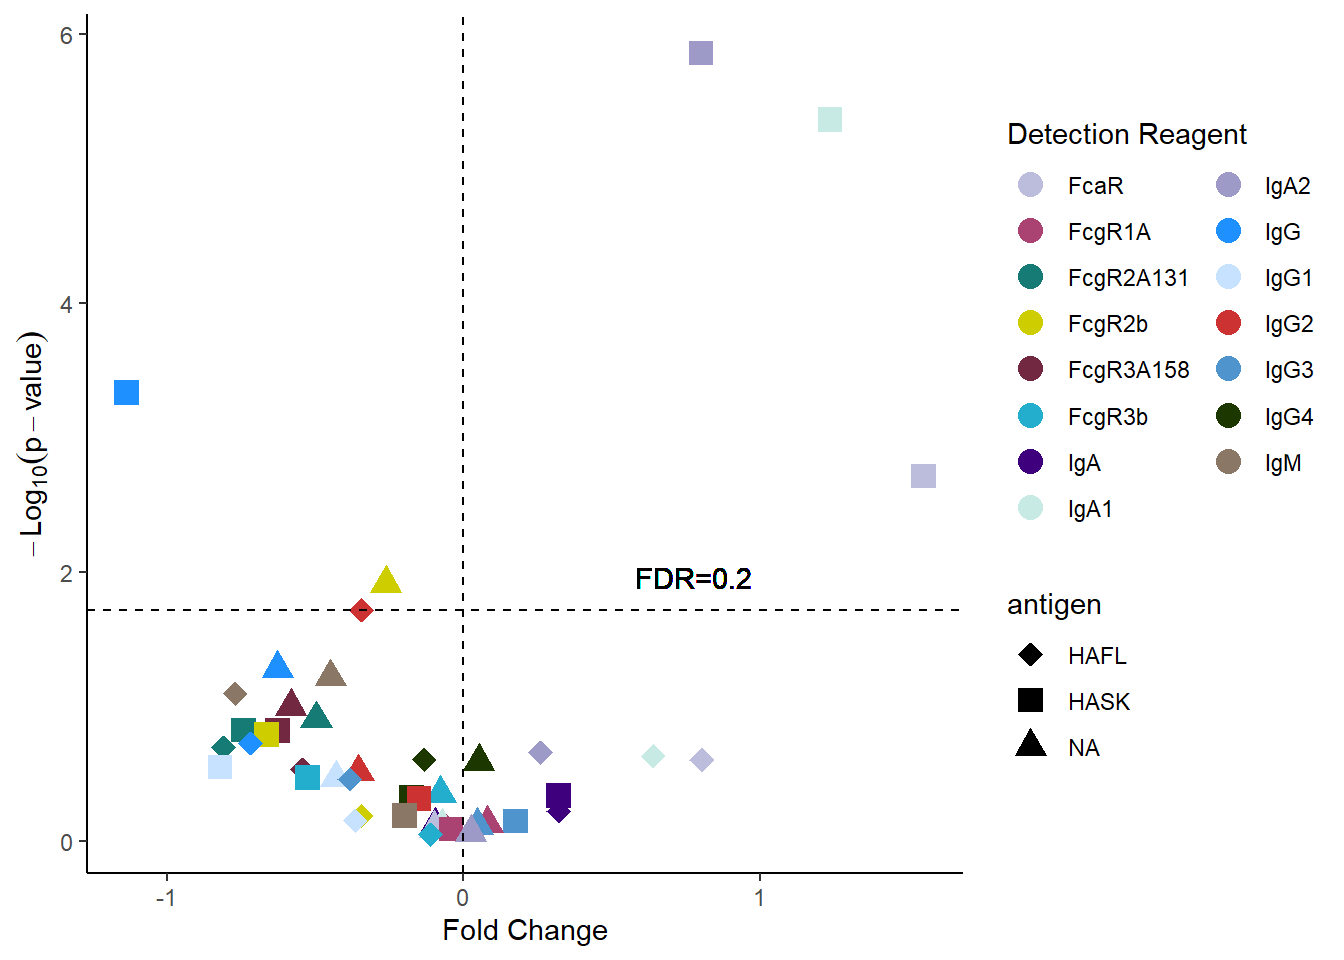 6
4
2
0
−Log10(p−value)
FDR=0.2
-1
0
1
Fold Change
Detection Reagent
FcaR
FcgR1A
FcgR2A131
FcgR2b
FcgR3A158
FcgR3b
IgA
IgA1
IgA2
IgG
IgG1
IgG2
IgG3
IgG4
IgM
antigen
HAFL
HASK
NA